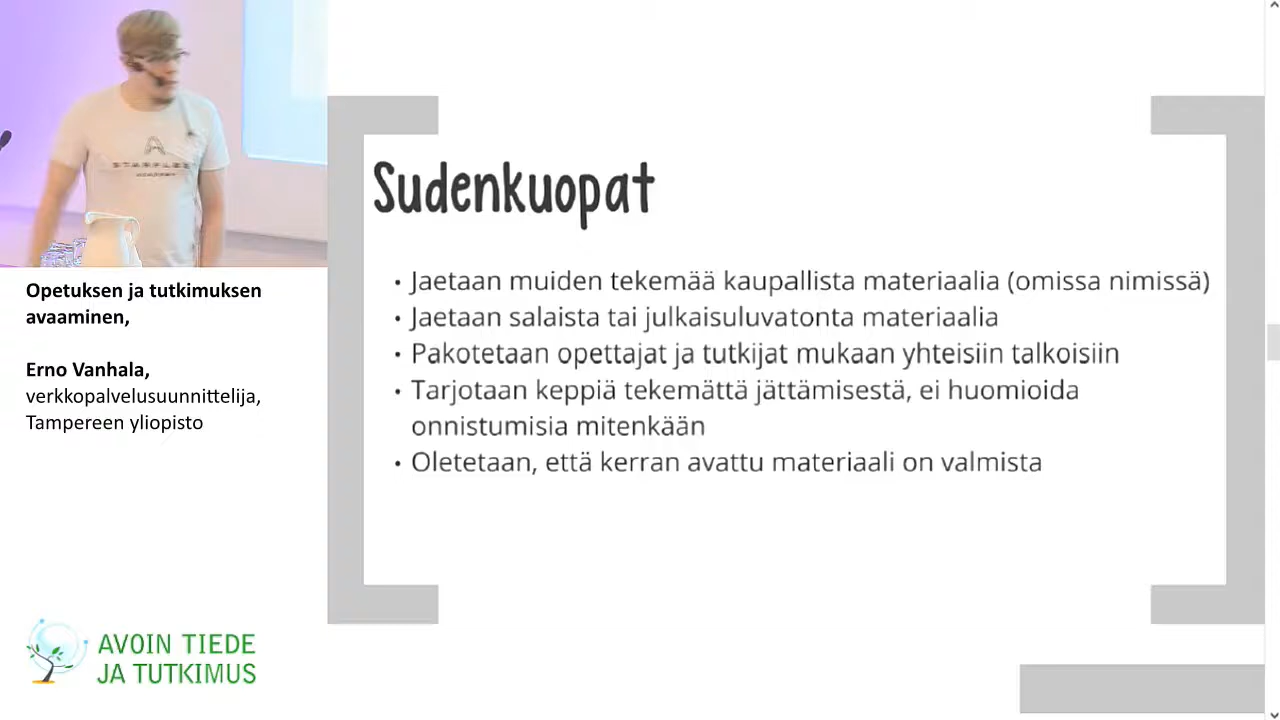 Opetuksen ja tutkimuksen
avaaminen,
Erno Vanhala,
verkkopalvelusuunnittelija,
Tampereen yliopisto
AVOIN TIEDE
JA TUTKIMUS
Sudenkuopat
• Jaetaan muiden tekemää kaupallista materiaalia (omissa nimissä)
• Jaetaan salaista tai julkaisuluvatonta materiaalia
• Pakotetaan opettajat ja tutkijat mukaan yhteisiin talkoisiin
• Tarjotaan keppiä tekemättä jättämisestä, ei huomioida
onnistumisia mitenkään
• Oletetaan, että kerran avattu materiaali on valmista